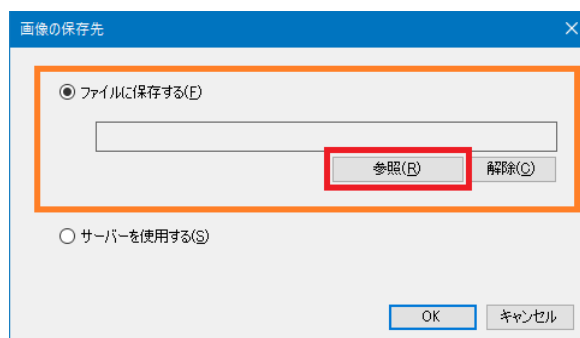 画像の保存先
ファイルに保存する(F)
参照(R) 解除(C)
サーバーを使用する(S)
OK キャンセル